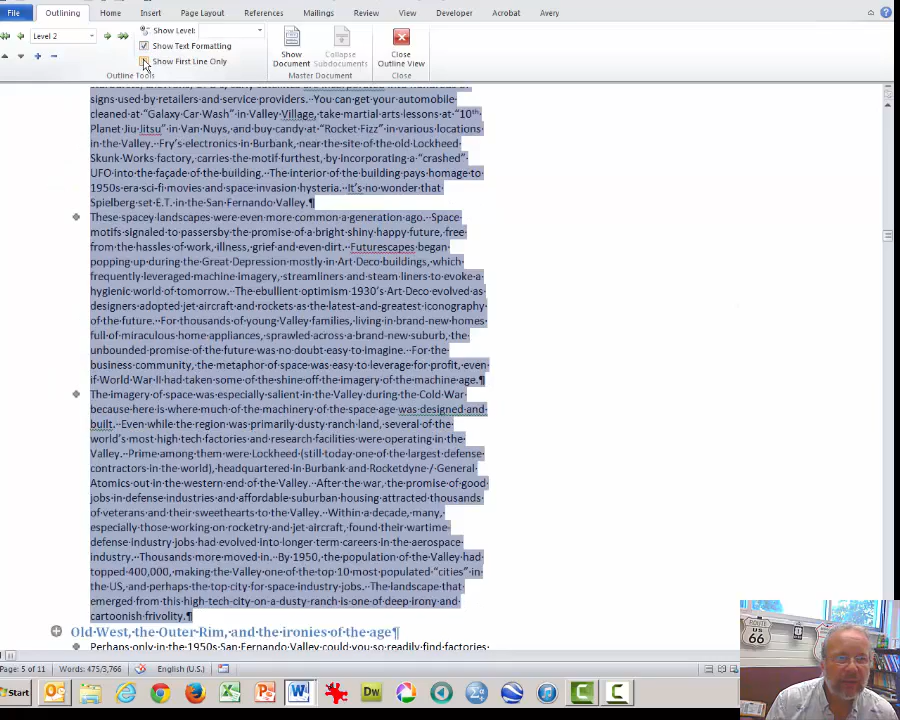 File Outlining Home Insert Page Layout References Mailings Review View Developer Acrobat Avery
Level 2
Show Level:
Show Text Formatting
Show First Line Only
Outline Tools
Show
Document
Collapse
Subdocuments
Master Document
Close
Outline View
Close
signs·used·by·retailers·and·service·providers.··You·can·get·your·automobile·
cleaned·at·“Galaxy·Car·Wash”·in·Valley·Village,·take·martial·arts·lessons·at·“10th·
Planet·Jiu·Jitsu”·in·Van·Nuys,·and·buy·candy·at·“Rocket·Fizz”·in·various·locations·
in·the·Valley.··Fry’s·electronics·in·Burbank,·near·the·site·of·the·old·Lockheed·
Skunk·Works·factory,·carries·the·motif·furthest,·by·incorporating·a·“crashed”·
UFO·into·the·façade·of·the·building.··The·interior·of·the·building·pays·homage·to·
1950s·era·sci-fi·movies·and·space·invasion·hysteria.··It’s·no·wonder·that·
Spielberg·set·E.T.·in·the·San·Fernando·Valley.¶
These·spacey·landscapes·were·even·more·common·a·generation·ago.··Space·
motifs·signaled·to·passersby·the·promise·of·a·bright·shiny·happy·future,·free·
from·the·hassles·of·work,·illness,·grief·and·even·dirt.··Futurescapes·began·
popping·up·during·the·Great·Depression·mostly·in·Art·Deco·buildings,·which·
frequently·leveraged·machine·imagery,·streamliners·and·steam·liners·to·evoke·a·
hygienic·world·of·tomorrow.··The·ebullient·optimism·1930’s·Art·Deco·evolved·as·
designers·adopted·jet·aircraft·and·rockets·as·the·latest·and·greatest·iconography·
of·the·future.··For·thousands·of·young·Valley·families,·living·in·brand·new·homes·
full·of·miraculous·home·appliances,·sprawled·across·a·brand·new·suburb,·the·
unbounded·promise·of·the·future·was·no·doubt·easy·to·imagine.··For·the·
business·community,·the·metaphor·of·space·was·easy·to·leverage·for·profit,·even·
if·World·War·II·had·taken·some·of·the·shine·off·the·imagery·of·the·machine·age.¶
The·imagery·of·space·was·especially·salient·in·the·Valley·during·the·Cold·War·
because·here·is·where·much·of·the·machinery·of·the·space·age·was·designed·and·
built.··Even·while·the·region·was·primarily·dusty·ranch·land,·several·of·the·
world’s·most·high·tech·factories·and·research·facilities·were·operating·in·the·
Valley.··Prime·among·them·were·Lockheed·(still·today·one·of·the·largest·defense·
contractors·in·the·world),·headquartered·in·Burbank·and·Rocketdyne·/·General·
Atomics·out·in·the·western·end·of·the·Valley.··After·the·war,·the·promise·of·good·
jobs·in·defense·industries·and·affordable·suburban·housing·attracted·thousands·
of·veterans·and·their·sweethearts·to·the·Valley.··Within·a·decade,·many,·
especially·those·working·on·rocketry·and·jet·aircraft,·found·their·wartime·
defense·industry·jobs·had·evolved·into·longer·term·careers·in·the·aerospace·
industry.··Thousands·more·moved·in.··By·1950,·the·population·of·the·Valley·had·
topped·400,000,·making·the·Valley·one·of·the·top·10·most·populated·“cities”·in·
the·US,·and·perhaps·the·top·city·for·space·industry·jobs.··The·landscape·that·
emerged·from·this·high·tech·city·on·a·dusty·ranch·is·one·of·deep·irony·and·
cartoonish·frivolity.¶
Old·West,·the·Outer·Rim,·and·the·ironies·of·the·age¶
Perhaps·only·in·the·1950s·San·Fernando·Valley·could·you·so·readily·find·factories·
Page: 5 of 11 Words: 475/3,766 English (U.S.)
Start
ROUTE
US
66
1